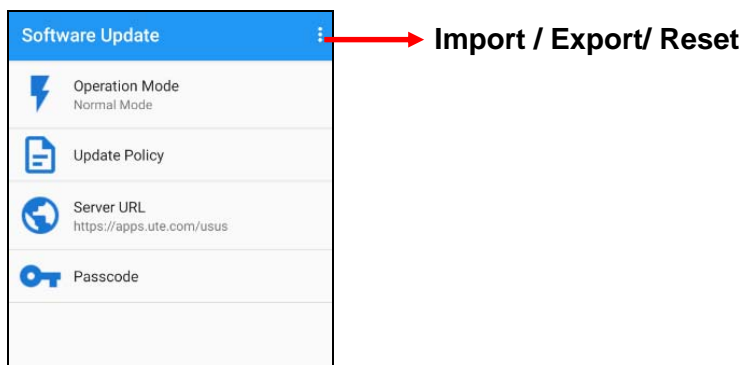 Software Update
Import / Export/ Reset
Operation Mode
Normal Mode
Update Policy
Server URL
https://apps.ute.com/usus
Passcode